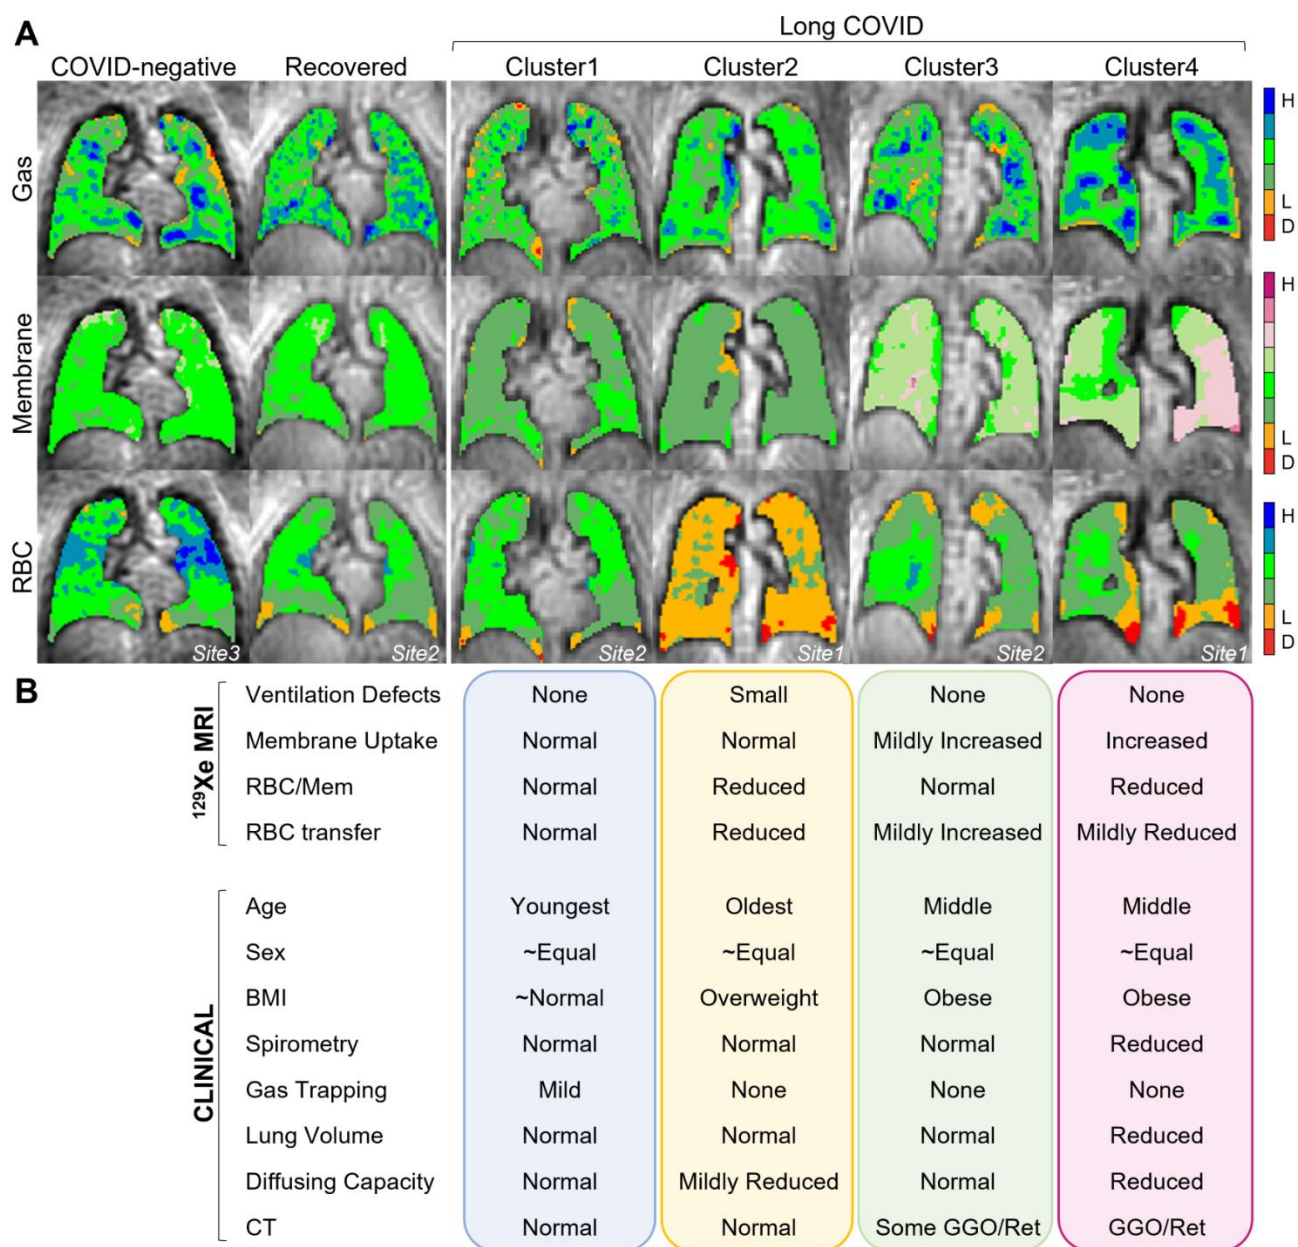 A
Long COVID
COVID-negative Recovered Cluster1 Cluster2 Cluster3 Cluster4
Gas
H
L
D
Membrane
H
L
D
RBC
H
L
D
Site3 Site2 Site2 Site1 Site2 Site1
B
¹²⁹Xe MRI
Ventilation Defects None Small None None
Membrane Uptake Normal Normal Mildly Increased Increased
RBC/Mem Normal Reduced Normal Reduced
RBC transfer Normal Reduced Mildly Increased Mildly Reduced
CLINICAL
Age Youngest Oldest Middle Middle
Sex ~Equal ~Equal ~Equal ~Equal
BMI ~Normal Overweight Obese Obese
Spirometry Normal Normal Normal Reduced
Gas Trapping Mild None None None
Lung Volume Normal Normal Normal Reduced
Diffusing Capacity Normal Mildly Reduced Normal Reduced
CT Normal Normal Some GGO/Ret GGO/Ret